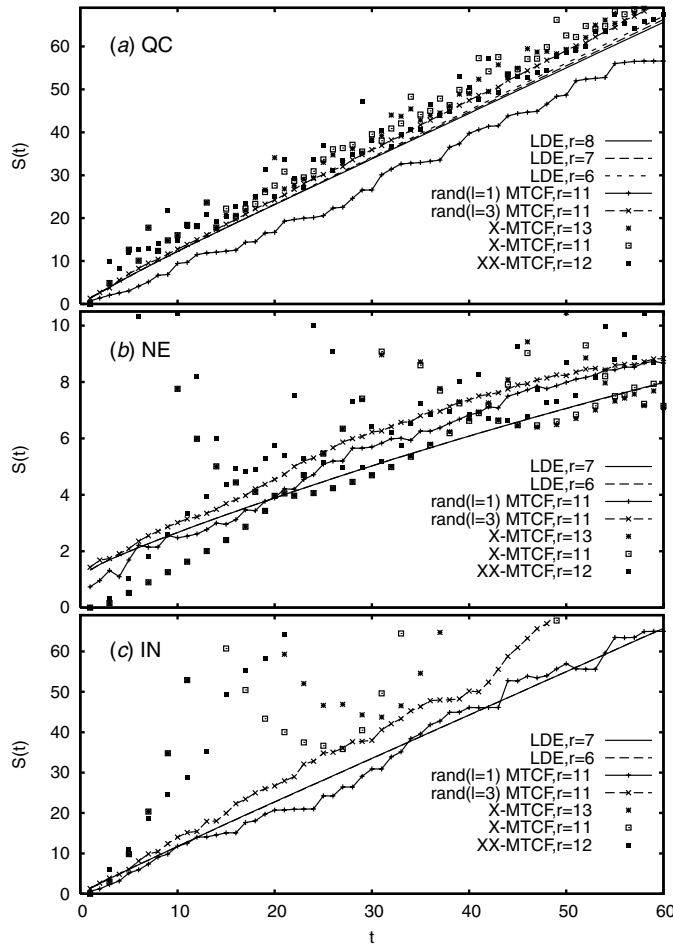 60
50
40
30
20
10
0
S(t)
(a) QC
LDE,r=8
LDE,r=7
LDE,r=6
rand(l=1) MTCF,r=11
rand(l=3) MTCF,r=11
X-MTCF,r=13
X-MTCF,r=11
XX-MTCF,r=12
10
8
6
4
2
0
S(t)
(b) NE
LDE,r=7
LDE,r=6
rand(l=1) MTCF,r=11
rand(l=3) MTCF,r=11
X-MTCF,r=13
X-MTCF,r=11
XX-MTCF,r=12
60
50
40
30
20
10
0
S(t)
(c) IN
LDE,r=7
LDE,r=6
rand(l=1) MTCF,r=11
rand(l=3) MTCF,r=11
X-MTCF,r=13
X-MTCF,r=11
XX-MTCF,r=12
0 10 20 30 40 50 60
t